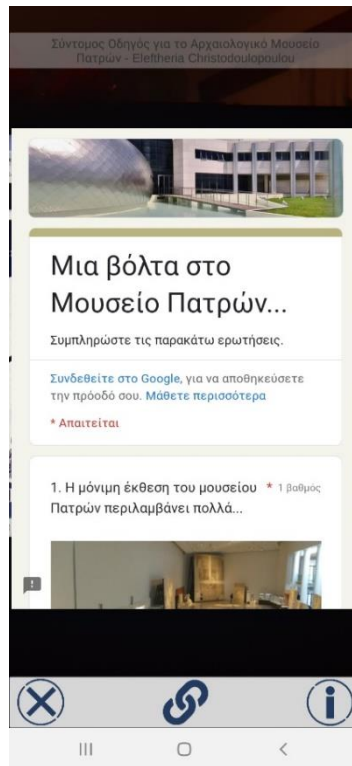 Σύντομος Οδηγός για το Αρχαιολογικό Μουσείο
Πατρών - Eleftheria Christodoulopoulou
Μια βόλτα στο
Μουσείο Πατρών...
Συμπληρώστε τις παρακάτω ερωτήσεις.
Συνδεθείτε στο Google, για να αποθηκεύσετε
την πρόοδό σου. Μάθετε περισσότερα
* Απαιτείται
1. Η μόνιμη έκθεση του μουσείου * 1 βαθμός
Πατρών περιλαμβάνει πολλά...